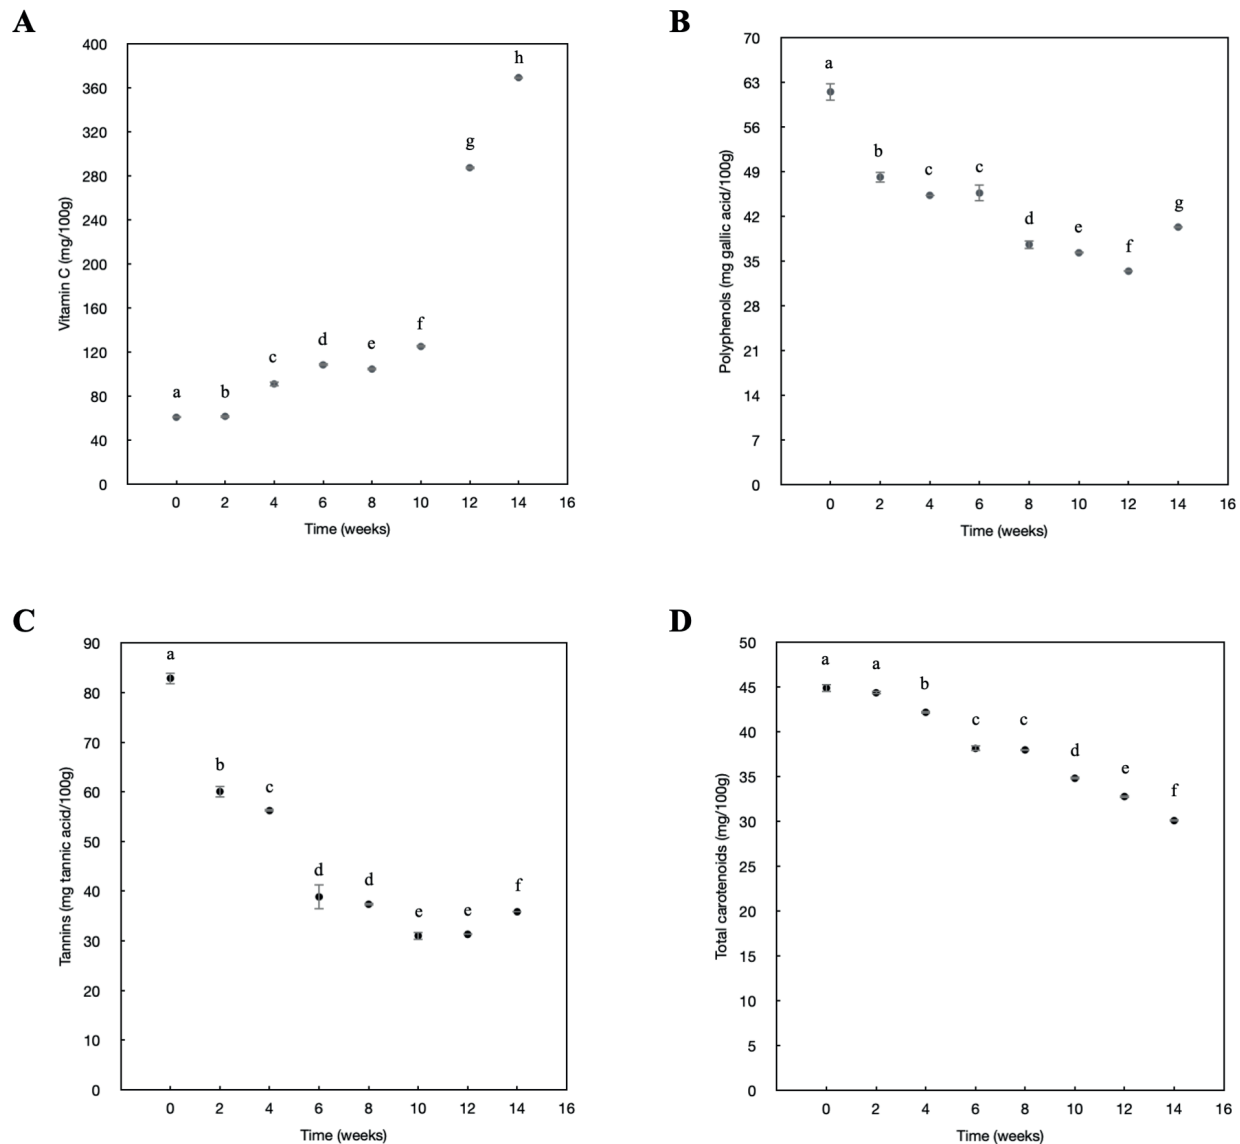 A
Vitamin C (mg/100g)
400
360
320
280
240
200
160
120
80
40
0
a
b
c
d
e
f
g
h
0 2 4 6 8 10 12 14 16
Time (weeks)
B
Polyphenols (mg gallic acid/100g)
70
63
56
49
42
35
28
21
14
7
0
a
b
c
c
d
e
f
g
0 2 4 6 8 10 12 14 16
Time (weeks)
C
Tannins (mg tannic acid/100g)
90
80
70
60
50
40
30
20
10
0
a
b
c
d
d
e
e
f
0 2 4 6 8 10 12 14 16
Time (weeks)
D
Total carotenoids (mg/100g)
50
45
40
35
30
25
20
15
10
5
0
a
a
b
c
c
d
e
f
0 2 4 6 8 10 12 14 16
Time (weeks)